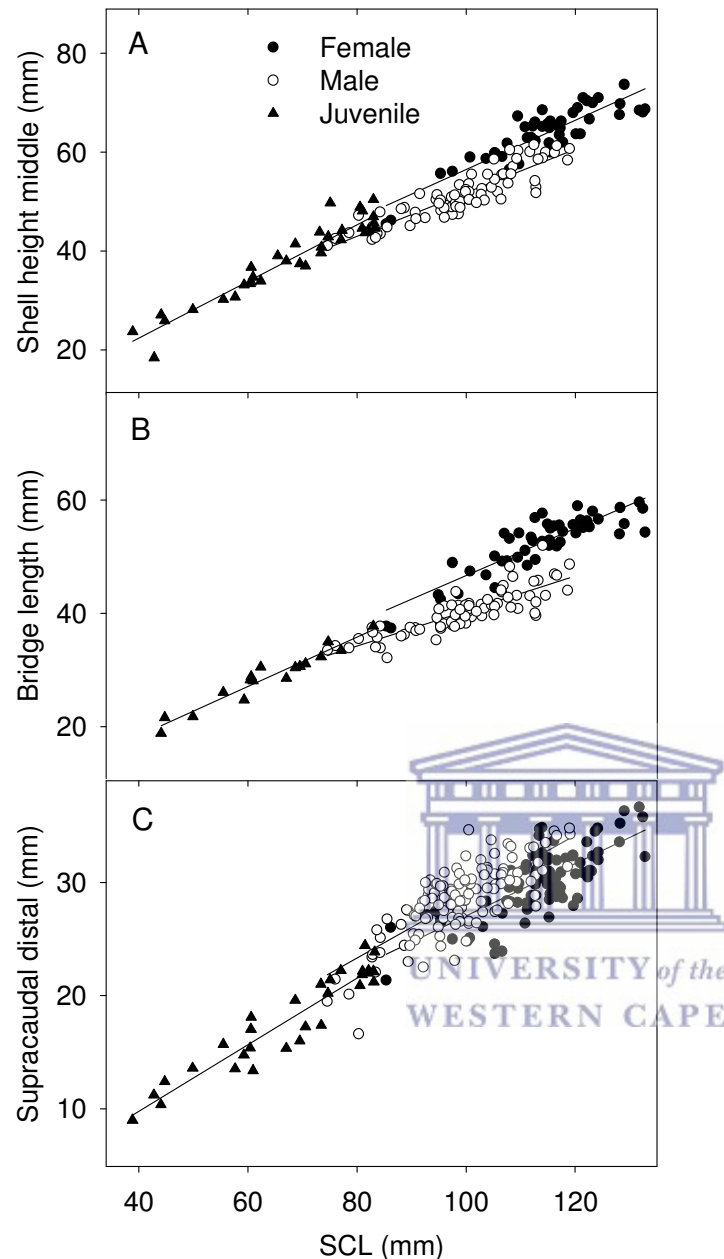 A
Female
Male
Juvenile
80
60
40
20
Shell height middle (mm)
B
60
40
20
Bridge length (mm)
C
30
20
10
Supracaudal distal (mm)
UNIVERSITY of the
WESTERN CAPE
40 60 80 100 120
SCL (mm)